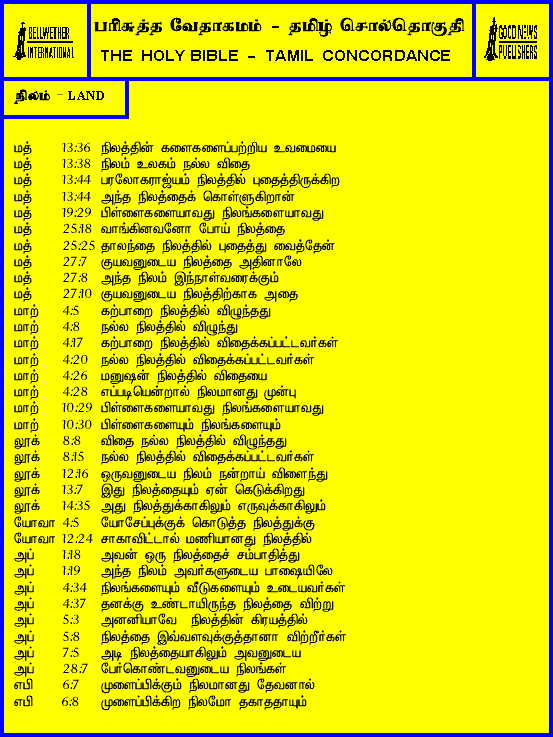 BELLWETHER
INTERNATIONAL
பரிசுத்த வேதாகமம் - தமிழ் சொல்தொகுதி
THE HOLY BIBLE - TAMIL CONCORDANCE
GOOD NEWS
PUBLISHERS
நிலம் - LAND
மத் 13:36 நிலத்தின் களைகளைப்பற்றிய உவமையை
மத் 13:38 நிலம் உலகம் நல்ல விதை
மத் 13:44 பரலோகராஜ்யம் நிலத்தில் புதைத்திருக்கிற
மத் 13:44 அந்த நிலத்தைக் கொள்ளுகிறான்
மத் 19:29 பிள்ளைகளையாவது நிலங்களையாவது
மத் 25:18 வாங்கினவனோ போய் நிலத்தை
மத் 25:25 தாலந்தை நிலத்தில் புதைத்து வைத்தேன்
மத் 27:7 குயவனுடைய நிலத்தை அதினாலே
மத் 27:8 அந்த நிலம் இந்நாள்வரைக்கும்
மத் 27:10 குயவனுடைய நிலத்திற்காக அதை
மாற் 4:5 கற்பாறை நிலத்தில் விழுந்தது
மாற் 4:8 நல்ல நிலத்தில் விழுந்து
மாற் 4:17 கற்பாறை நிலத்தில் விதைக்கப்பட்டவர்கள்
மாற் 4:20 நல்ல நிலத்தில் விதைக்கப்பட்டவர்கள்
மாற் 4:26 மனுஷன் நிலத்தில் விதையை
மாற் 4:28 எப்படியென்றால் நிலமானது முன்பு
மாற் 10:29 பிள்ளைகளையாவது நிலங்களையாவது
மாற் 10:30 பிள்ளைகளையும் நிலங்களையும்
லூக் 8:8 விதை நல்ல நிலத்தில் விழுந்தது
லூக் 8:15 நல்ல நிலத்தில் விதைக்கப்பட்டவர்கள்
லூக் 12:16 ஒருவனுடைய நிலம் நன்றாய் விளைந்து
லூக் 13:7 இது நிலத்தையும் ஏன் கெடுக்கிறது
லூக் 14:35 அது நிலத்துக்காகிலும் எருவுக்காகிலும்
யோவா 4:5 யோசேப்புக்குக் கொடுத்த நிலத்துக்கு
யோவா 12:24 சாகாவிட்டால் மணியானது நிலத்தில்
அப் 1:18 அவன் ஒரு நிலத்தைச் சம்பாதித்து
அப் 1:19 அந்த நிலம் அவர்களுடைய பாஷையிலே
அப் 4:34 நிலங்களையும் வீடுகளையும் உடையவர்கள்
அப் 4:37 தனக்கு உண்டாயிருந்த நிலத்தை விற்று
அப் 5:3 அனனியாவே நிலத்தின் கிரயத்தில்
அப் 5:8 நிலத்தை இவ்வளவுக்குத்தானா விற்றீர்கள்
அப் 7:5 அடி நிலத்தையாகிலும் அவனுடைய
அப் 28:7 பேர்கொண்டவனுடைய நிலங்கள்
எபி 6:7 முளைப்பிக்கும் நிலமானது தேவனால்
எபி 6:8 முளைப்பிக்கிற நிலமோ தகாததாயும்